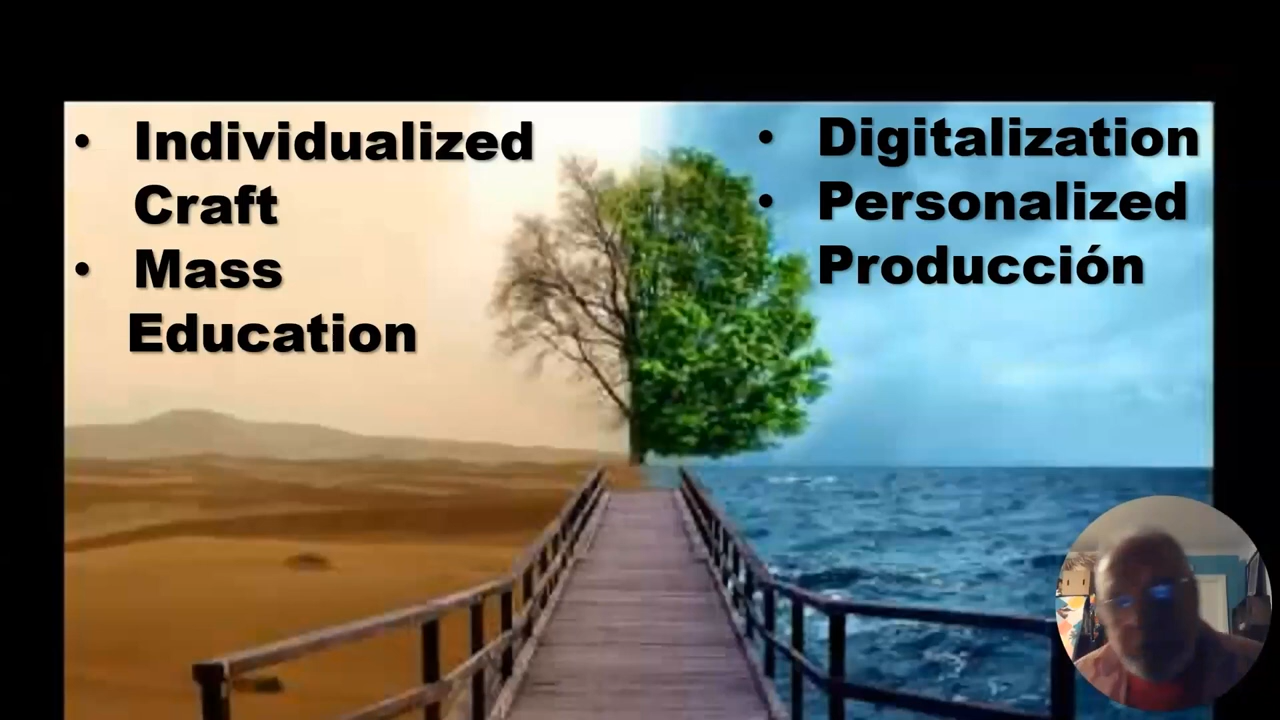 • Individualized
Craft
• Mass
Education
• Digitalization
• Personalized
Producción